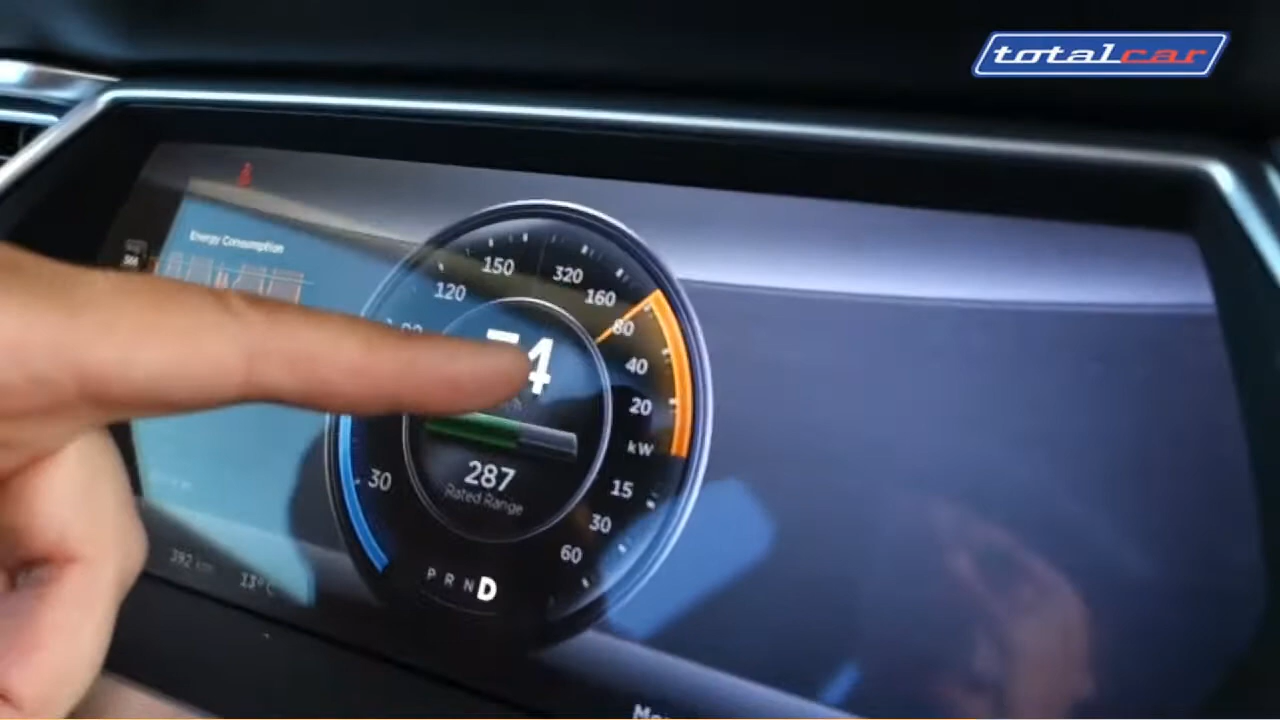 totalcar
Energy Consumption
150
320
120
160
80
40
20
kW
30
287
Rated Range
15
30
60
392 km
13°C
P R N D